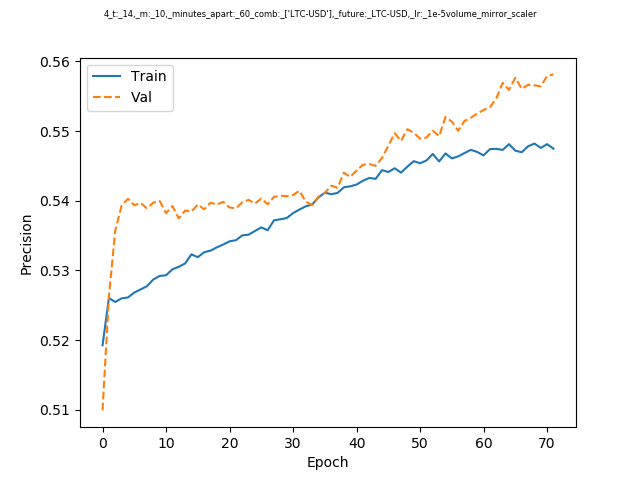 4_t:_14,_m:_10,_minutes_apart:_60_comb:_['LTC-USD'],_future:_LTC-USD,_lr:_1e-5volume_mirror_scaler
0.56
0.55
0.54
0.53
0.52
0.51
Precision
Train
Val
0 10 20 30 40 50 60 70
Epoch